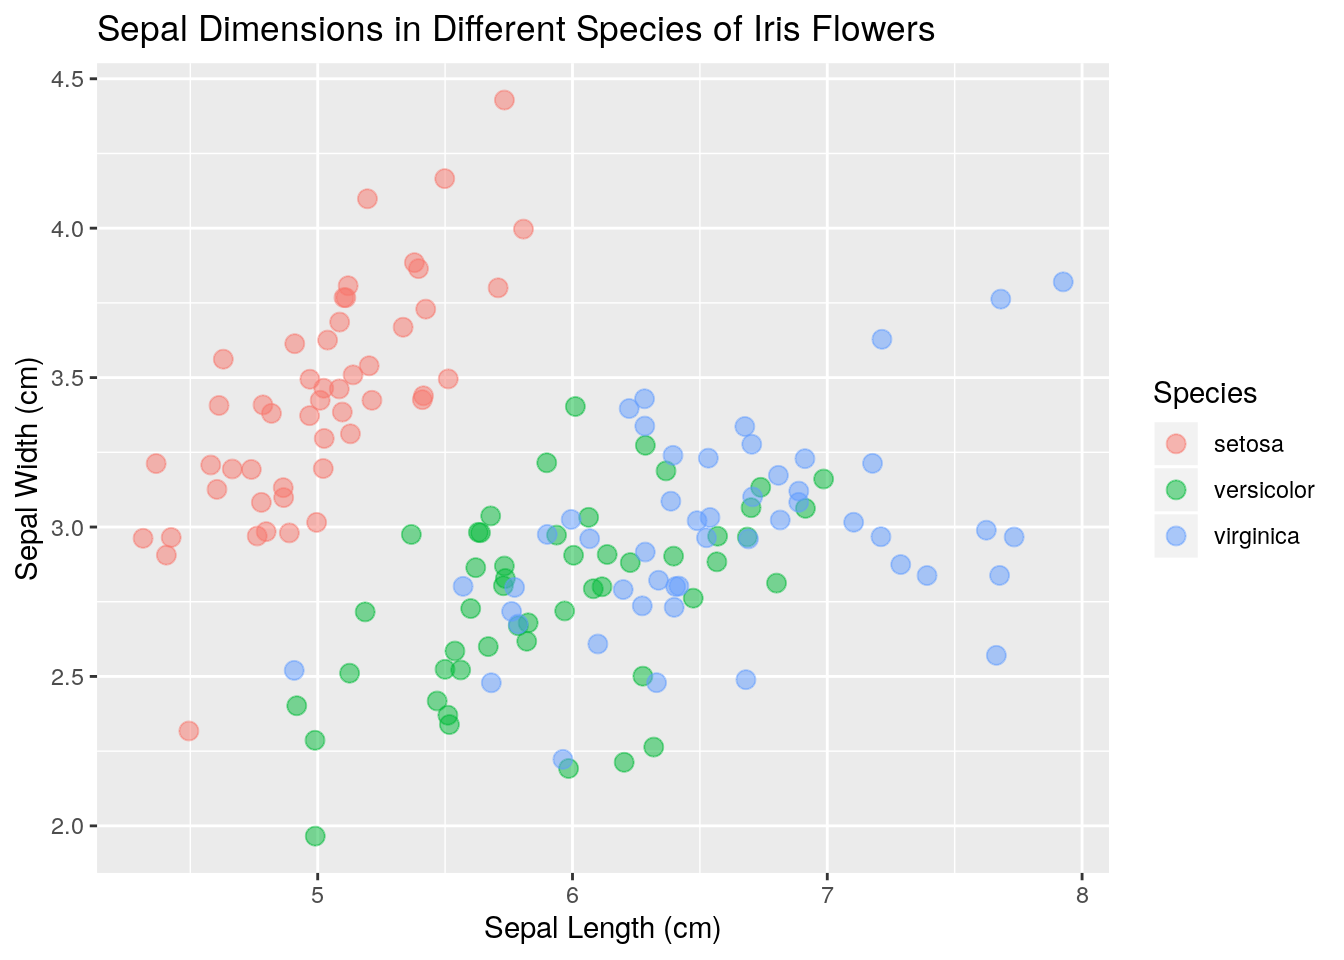 Sepal Dimensions in Different Species of Iris Flowers
4.5
4.0
3.5
3.0
2.5
2.0
Sepal Width (cm)
5 6 7 8
Sepal Length (cm)
Species
setosa
versicolor
virginica